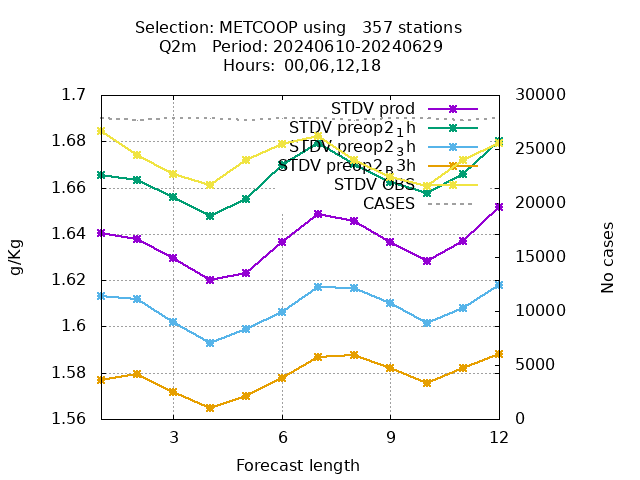 Selection: METCOOP using   357 stations
Q2m   Period: 20240610-20240629
Hours: 00,06,12,18
1.7
1.68
1.66
1.64
1.62
1.6
1.58
1.56
30000
25000
20000
15000
10000
5000
0
STDV prod
STDV preop2₁h
STDV preop2₃h
STDV preop2ₚ3h
STDV OBS
CASES
g/Kg
No cases
3
6
9
12
Forecast length